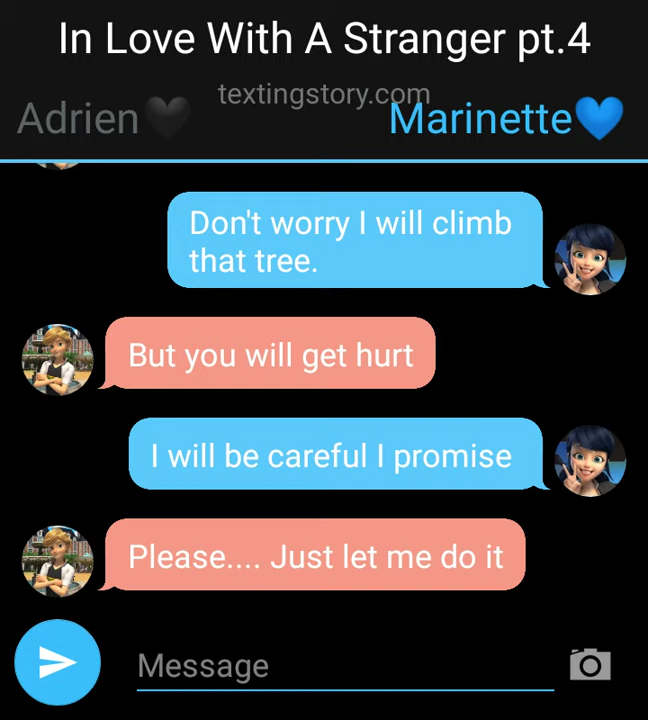 In Love With A Stranger pt.4
textingstory.com
Adrien🖤 Marinette💙
Don't worry I will climb
that tree.
But you will get hurt
I will be careful I promise
Please.... Just let me do it
Message